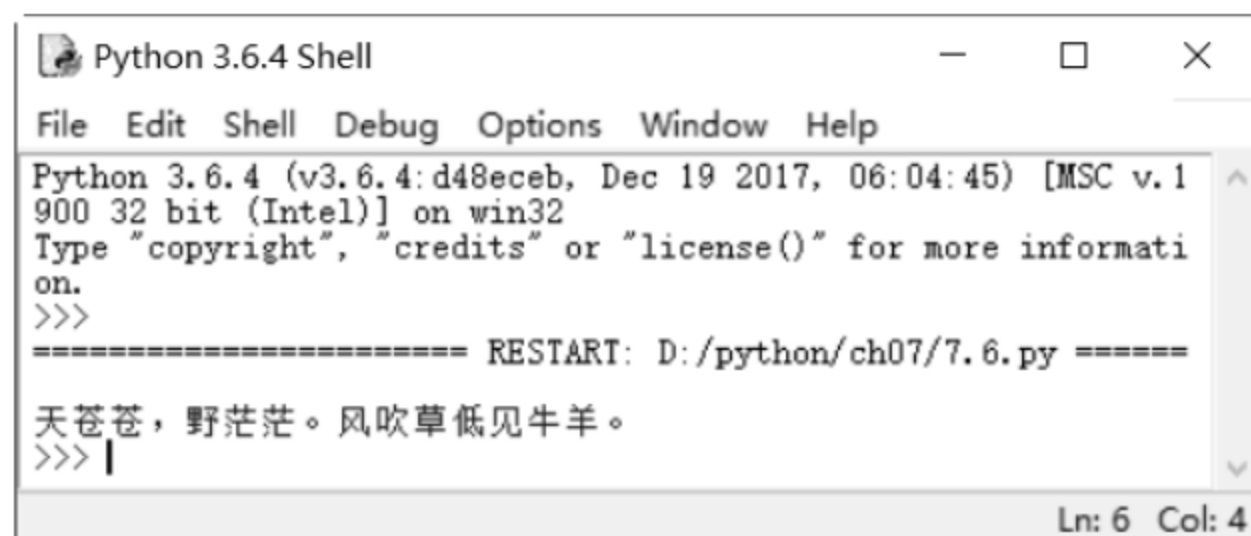 Python 3.6.4 Shell
File Edit Shell Debug Options Window Help
Python 3.6.4 (v3.6.4:d48eceb, Dec 19 2017, 06:04:45) [MSC v.1
900 32 bit (Intel)] on win32
Type "copyright", "credits" or "license()" for more informati
on.
>>>
======================= RESTART: D:/python/ch07/7.6.py ======
天苍苍，野茫茫。风吹草低见牛羊。
>>>
Ln: 6 Col: 4